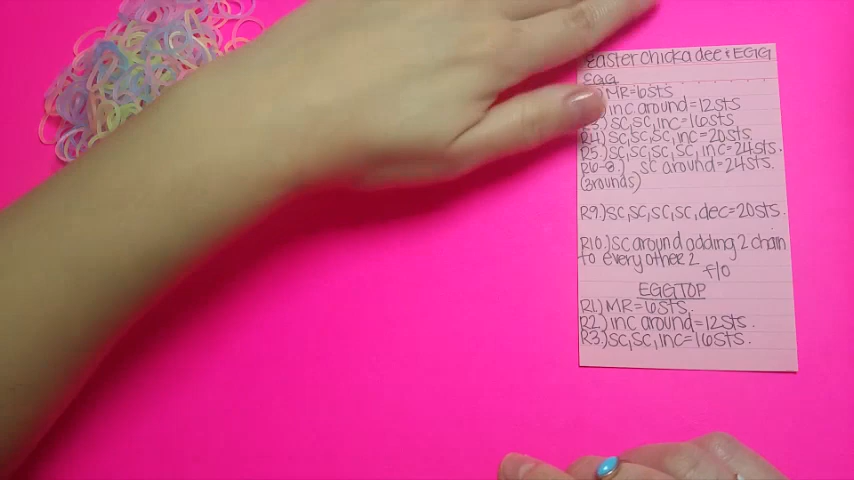 Easter chickadee + EGG
EGG
MR=6sts
inc around=12sts
sc, sc, inc=16sts
R4.) sc, sc, sc, inc=20sts.
R5.) sc, sc, sc, sc, inc=24sts.
R6-8.) sc around=24sts.
(3rounds)
R9.) sc, sc, sc, sc, dec=20sts.
R10.) sc around adding 2 chain
to every other 2
f/o
EGG TOP
R1.) MR=6sts.
R2.) inc around=12sts.
R3.) sc, sc, inc=16sts.